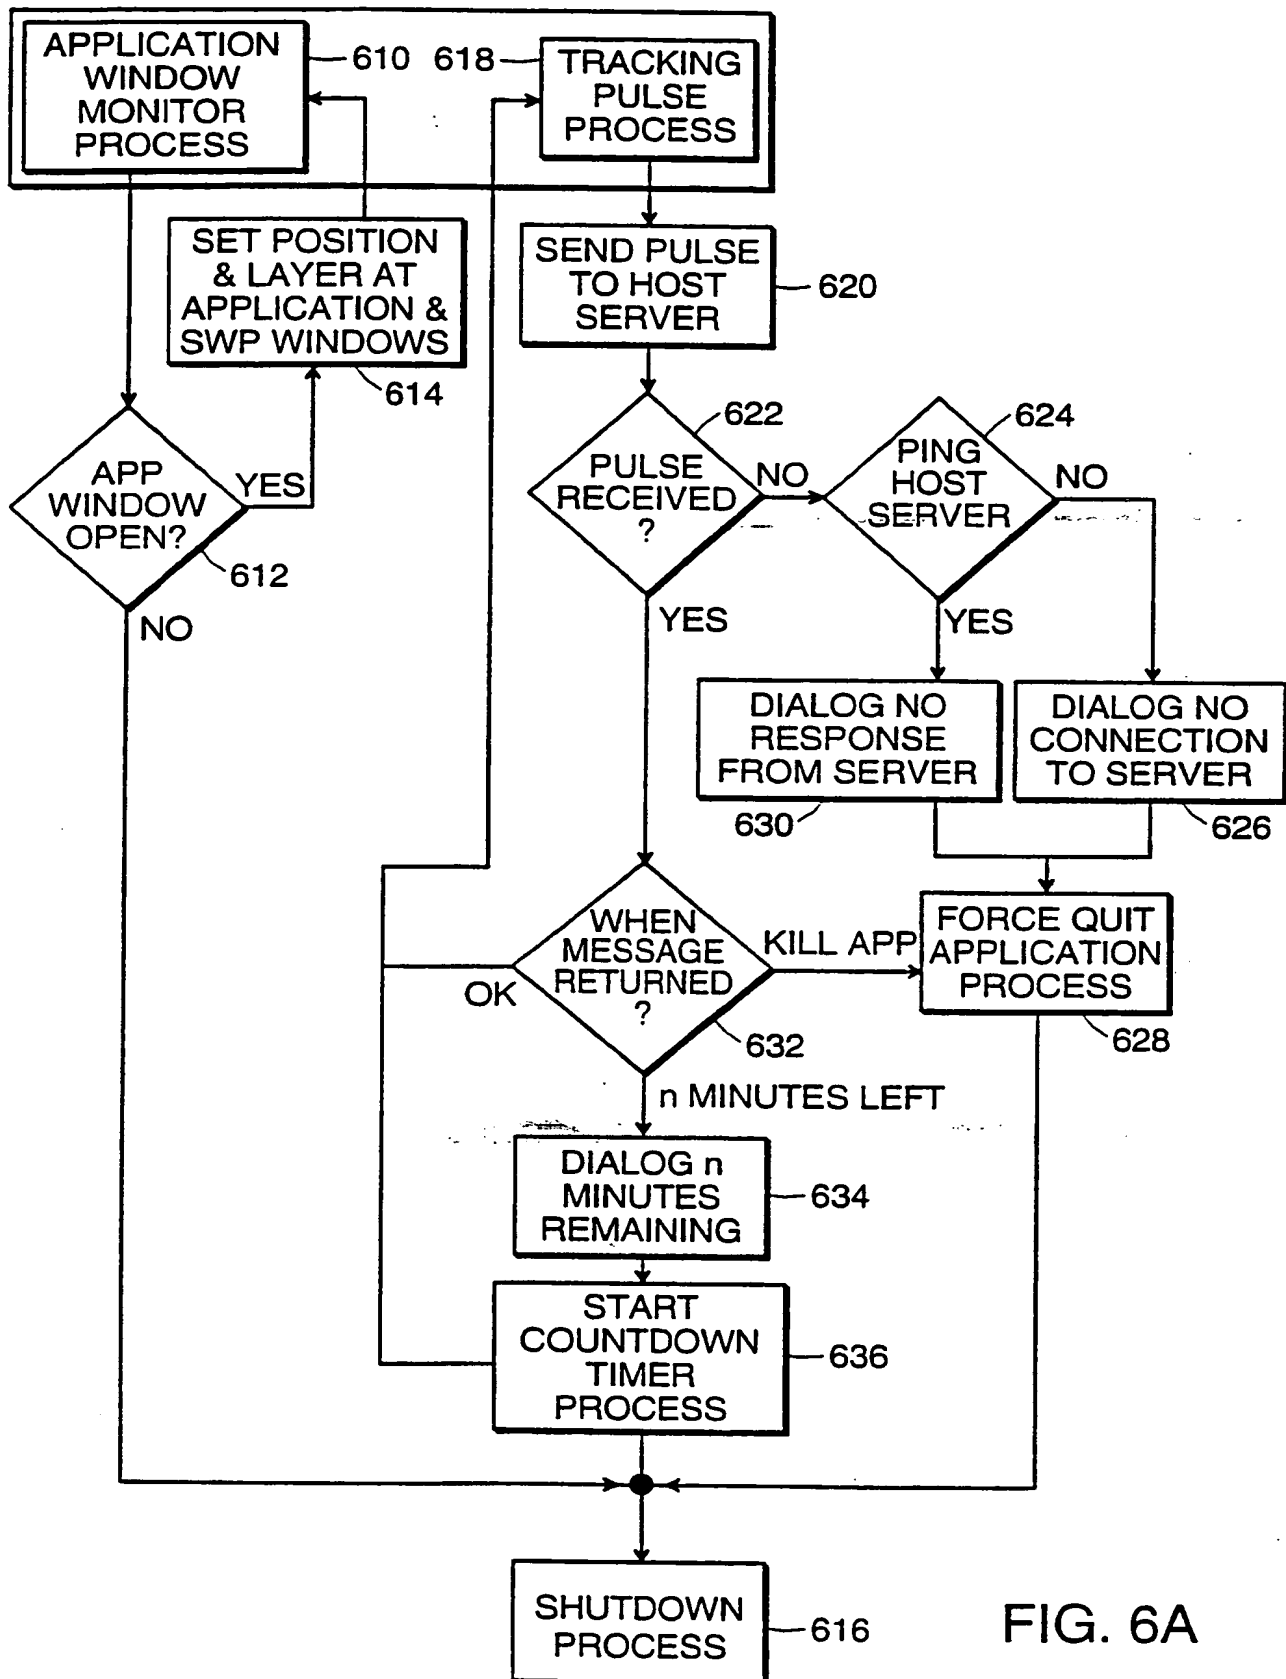 APPLICATION
WINDOW
MONITOR
PROCESS
610
618
TRACKING
PULSE
PROCESS
SET POSITION
& LAYER AT
APPLICATION &
SWP WINDOWS
614
SEND PULSE
TO HOST
SERVER
620
APP
WINDOW
OPEN?
YES
612
NO
PULSE
RECEIVED
?
622
NO
YES
PING
HOST
SERVER
624
NO
YES
DIALOG NO
RESPONSE
FROM SERVER
630
DIALOG NO
CONNECTION
TO SERVER
626
WHEN
MESSAGE
RETURNED
?
OK
632
KILL APP
FORCE QUIT
APPLICATION
PROCESS
628
n MINUTES LEFT
DIALOG n
MINUTES
REMAINING
634
START
COUNTDOWN
TIMER
PROCESS
636
SHUTDOWN
PROCESS
616
FIG. 6A